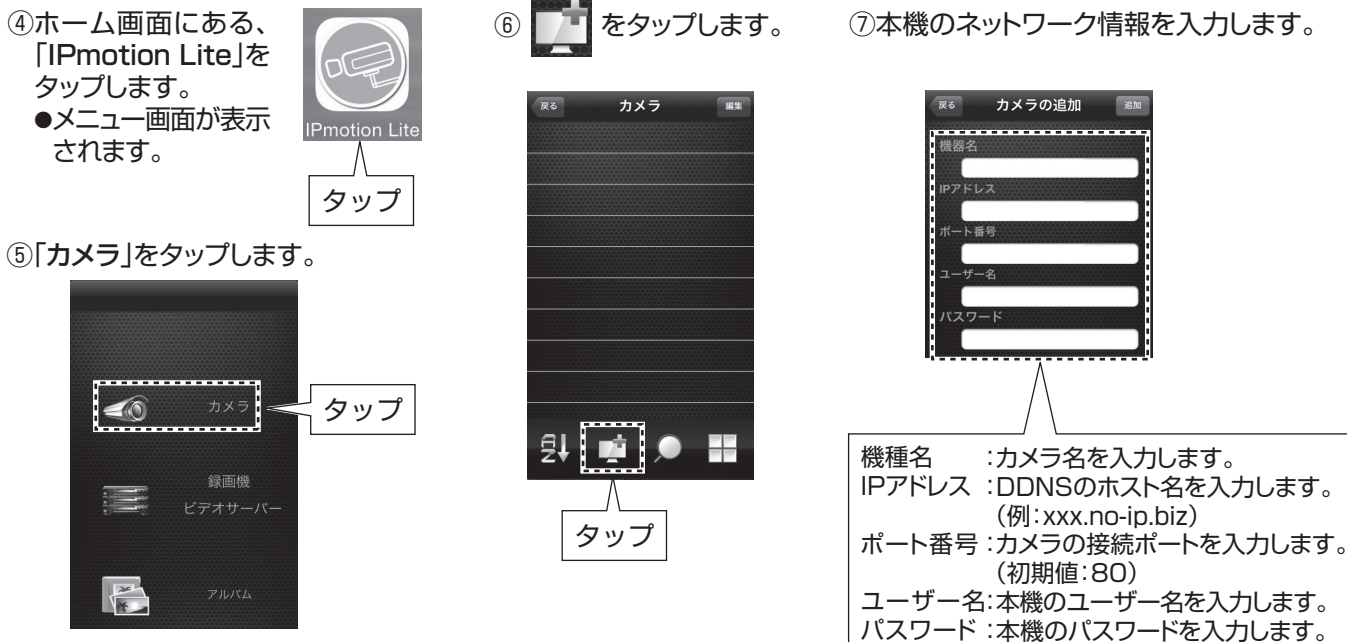 ④ホーム画面にある、
「IPmotion Lite」を
タップします。
●メニュー画面が表示
されます。
IPmotion Lite
タップ
⑤「カメラ」をタップします。
カメラ
タップ
録画機
ビデオサーバー
アルバム
⑥ をタップします。
戻る カメラ 編集
タップ
⑦本機のネットワーク情報を入力します。
戻る カメラの追加 追加
機器名
IPアドレス
ポート番号
ユーザー名
パスワード
機種名 :カメラ名を入力します。
IPアドレス :DDNSのホスト名を入力します。
(例:xxx.no-ip.biz)
ポート番号:カメラの接続ポートを入力します。
(初期値:80)
ユーザー名:本機のユーザー名を入力します。
パスワード:本機のパスワードを入力します。